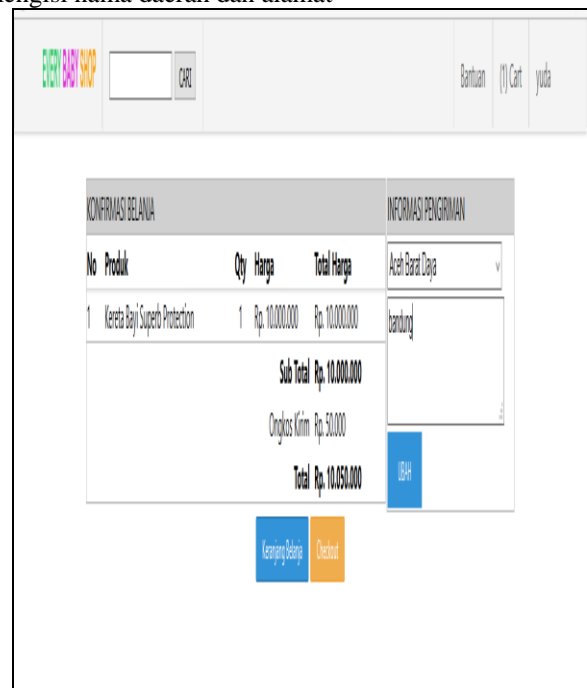 mengisi nama daerah dan alamat
EVERY BABY SHOP CARI Bantuan (1) Cart yuda
KONFIRMASI BELANJA
No Produk Qty Harga Total Harga
1 Kereta Bayi Superb Protection 1 Rp. 10.000.000 Rp. 10.000.000
Sub Total Rp. 10.000.000
Ongkos Kirim Rp. 50.000
Total Rp. 10.050.000
INFORMASI PENGIRIMAN
Aceh Barat Daya
bandung
UBAH
Keranjang Belanja Checkout